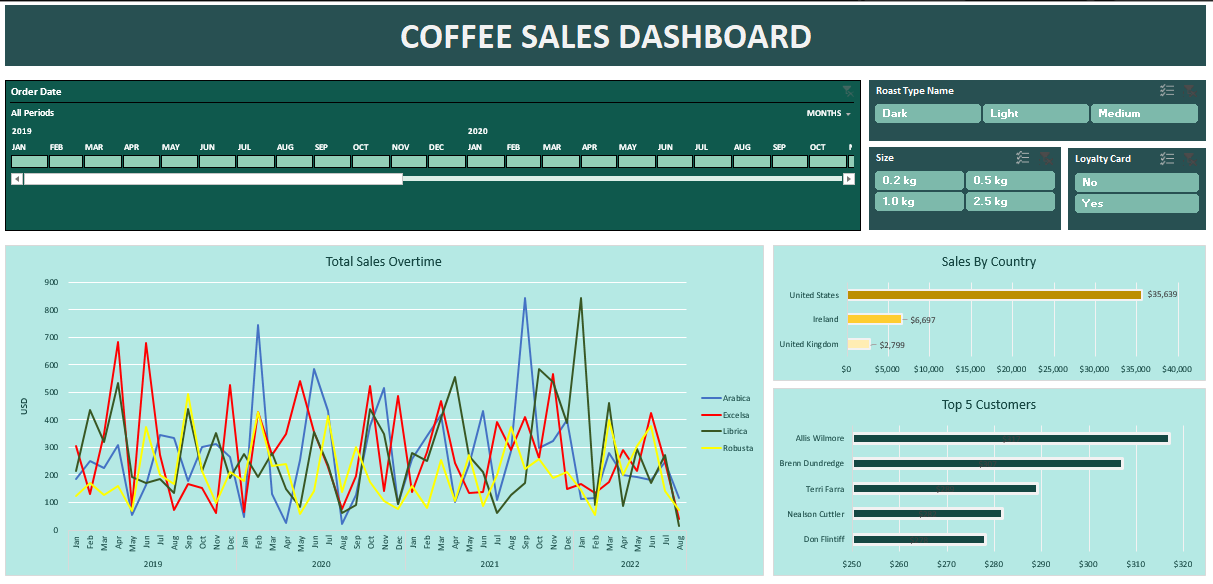 COFFEE SALES DASHBOARD
Order Date
All Periods MONTHS
2019 2020
JAN FEB MAR APR MAY JUN JUL AUG SEP OCT NOV DEC JAN FEB MAR APR MAY JUN JUL AUG SEP OCT
Roast Type Name
Dark Light Medium
Size
0.2 kg 0.5 kg
1.0 kg 2.5 kg
Loyalty Card
No
Yes
Total Sales Overtime
900
800
700
600
500
400
300
200
100
0
USD
Jan Feb Mar Apr May Jun Jul Aug Sep Oct Nov Dec Jan Feb Mar Apr May Jun Jul Aug Sep Oct Nov Dec Jan Feb Mar Apr May Jun Jul Aug Sep Oct Nov Dec Jan Feb Mar Apr May Jun Jul Aug
2019 2020 2021 2022
Arabica
Excelsa
Librica
Robusta
Sales By Country
United States $35,639
Ireland $6,697
United Kingdom $2,799
$0 $5,000 $10,000 $15,000 $20,000 $25,000 $30,000 $35,000 $40,000
Top 5 Customers
Allis Wilmore
Brenn Dundredge
Terri Farra
Nealson Cuttler
Don Flintiff
$250 $260 $270 $280 $290 $300 $310 $320